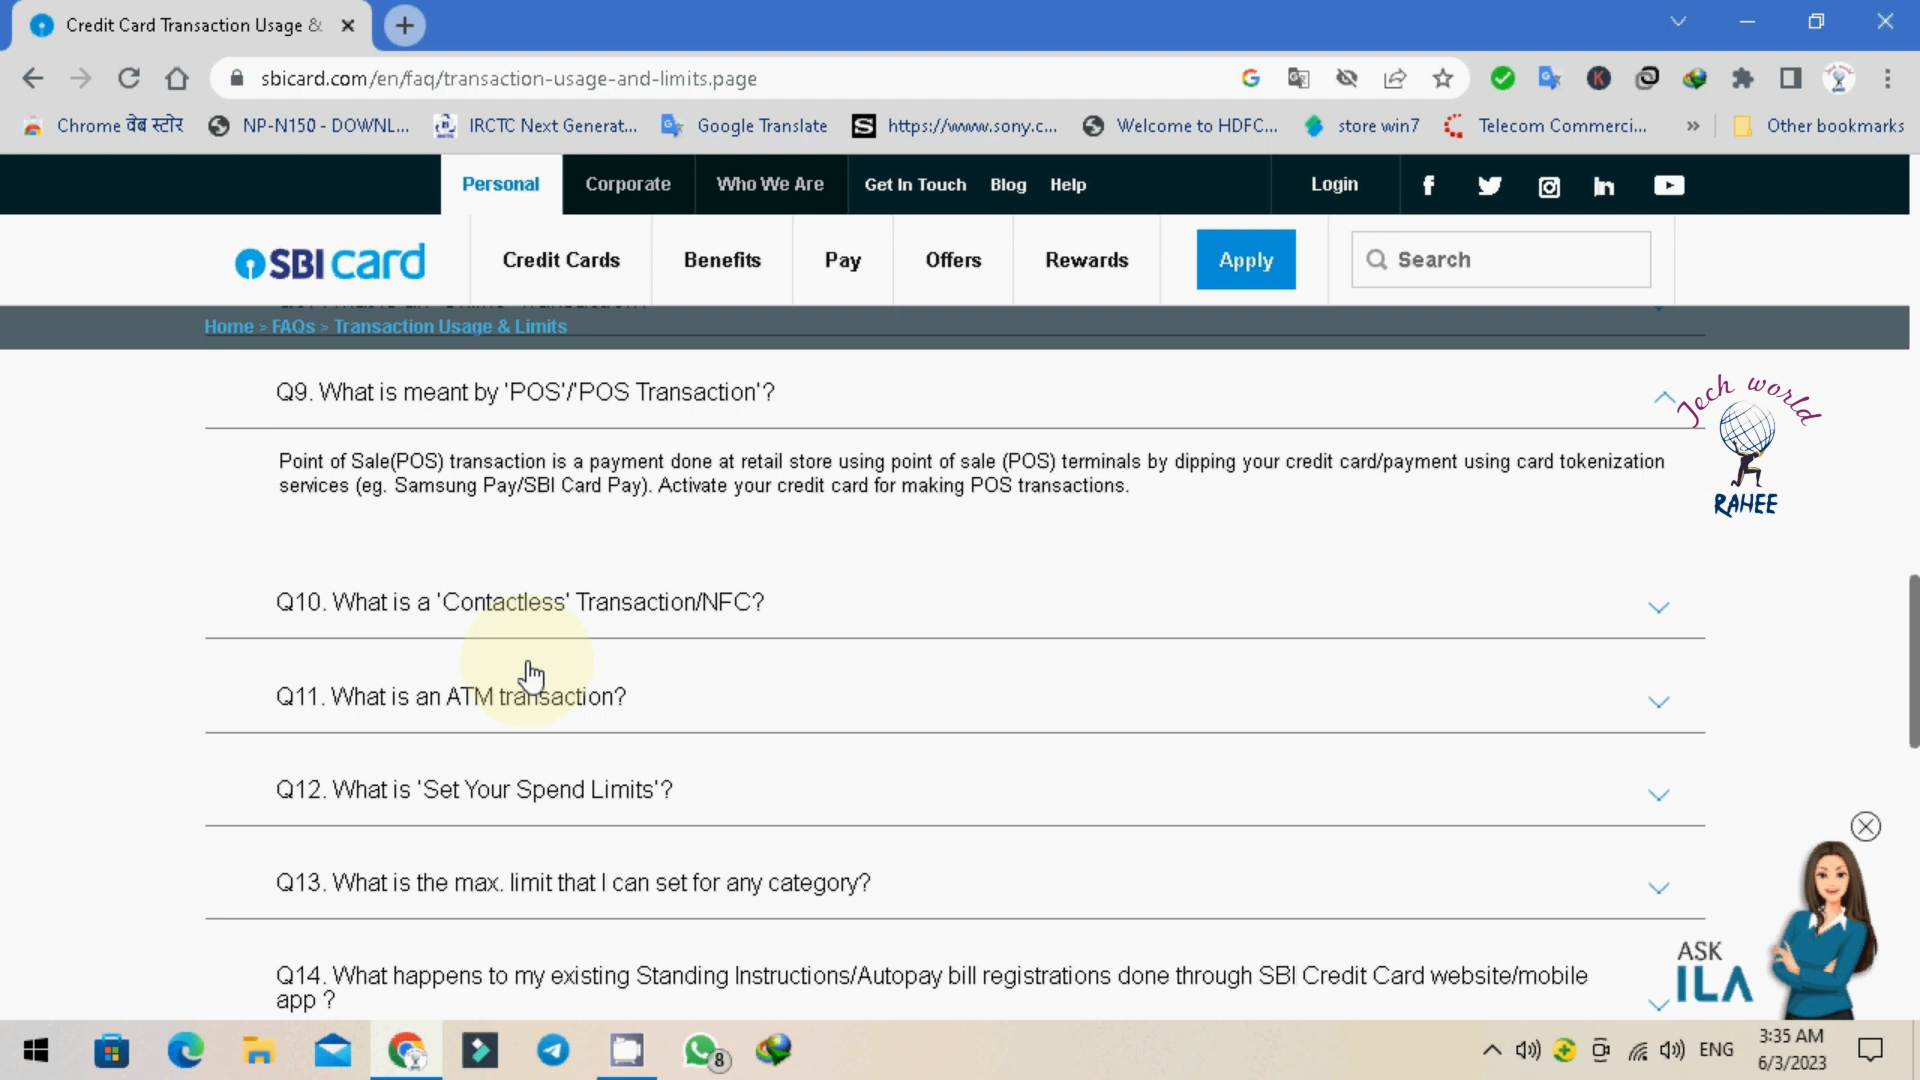 Credit Card Transaction Usage &
sbicard.com/en/faq/transaction-usage-and-limits.page
Chrome वेब स्टोर
NP-N150 - DOWNL...
IRCTC Next Generat...
Google Translate
https://www.sony.c...
Welcome to HDFC...
store win7
Telecom Commerci...
Other bookmarks
Personal
Corporate
Who We Are
Get In Touch
Blog
Help
Login
SBI card
Credit Cards
Benefits
Pay
Offers
Rewards
Apply
Search
Home > FAQs > Transaction Usage & Limits
Q9. What is meant by 'POS'/'POS Transaction'?
Tech world
RAHEE
Point of Sale(POS) transaction is a payment done at retail store using point of sale (POS) terminals by dipping your credit card/payment using card tokenization
services (eg. Samsung Pay/SBI Card Pay). Activate your credit card for making POS transactions.
Q10. What is a 'Contactless' Transaction/NFC?
Q11. What is an ATM transaction?
Q12. What is 'Set Your Spend Limits'?
Q13. What is the max. limit that I can set for any category?
Q14. What happens to my existing Standing Instructions/Autopay bill registrations done through SBI Credit Card website/mobile
app ?
ASK
ILA
8
ENG
3:35 AM
6/3/2023